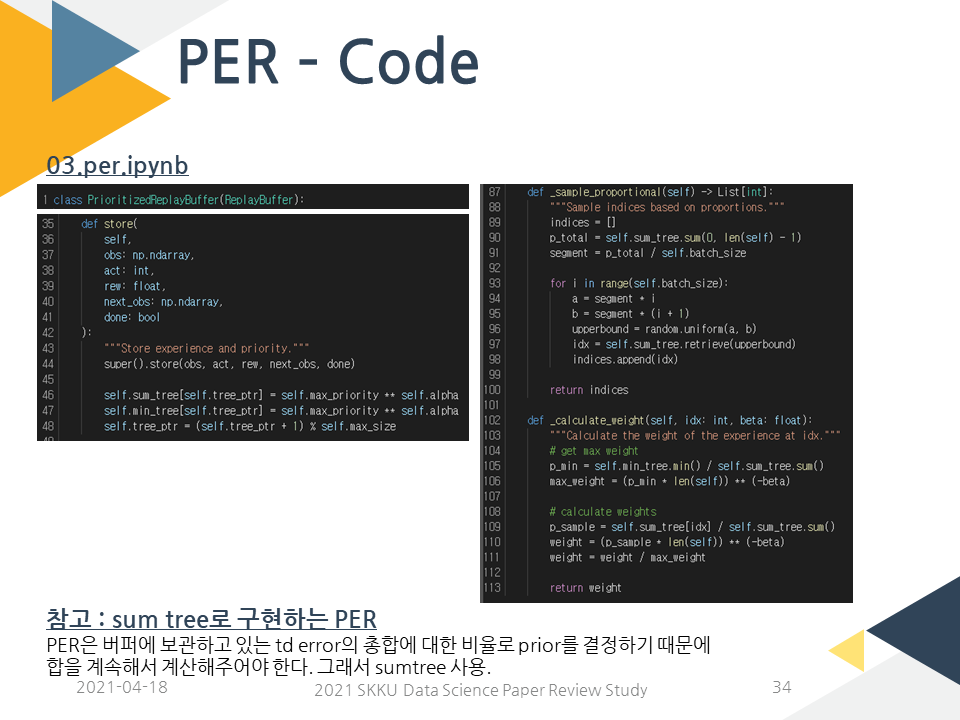 PER - Code
03.per.ipynb
1 class PrioritizedReplayBuffer(ReplayBuffer):
35 def store(
36 self,
37 obs: np.ndarray,
38 act: int,
39 rew: float,
40 next_obs: np.ndarray,
41 done: bool
42 ):
43 """Store experience and priority."""
44 super().store(obs, act, rew, next_obs, done)
45
46 self.sum_tree[self.tree_ptr] = self.max_priority ** self.alpha
47 self.min_tree[self.tree_ptr] = self.max_priority ** self.alpha
48 self.tree_ptr = (self.tree_ptr + 1) % self.max_size
87 def _sample_proportional(self) -> List[int]:
88 """Sample indices based on proportions."""
89 indices = []
90 p_total = self.sum_tree.sum(0, len(self) - 1)
91 segment = p_total / self.batch_size
92
93 for i in range(self.batch_size):
94 a = segment * i
95 b = segment * (i + 1)
96 upperbound = random.uniform(a, b)
97 idx = self.sum_tree.retrieve(upperbound)
98 indices.append(idx)
99
100 return indices
101
102 def _calculate_weight(self, idx: int, beta: float):
103 """Calculate the weight of the experience at idx."""
104 # get max weight
105 p_min = self.min_tree.min() / self.sum_tree.sum()
106 max_weight = (p_min * len(self)) ** (-beta)
107
108 # calculate weights
109 p_sample = self.sum_tree[idx] / self.sum_tree.sum()
110 weight = (p_sample * len(self)) ** (-beta)
111 weight = weight / max_weight
112
113 return weight
참고 : sum tree로 구현하는 PER
PER은 버퍼에 보관하고 있는 td error의 총합에 대한 비율로 prior를 결정하기 때문에
합을 계속해서 계산해주어야 한다. 그래서 sumtree 사용.
2021-04-18
2021 SKKU Data Science Paper Review Study
34